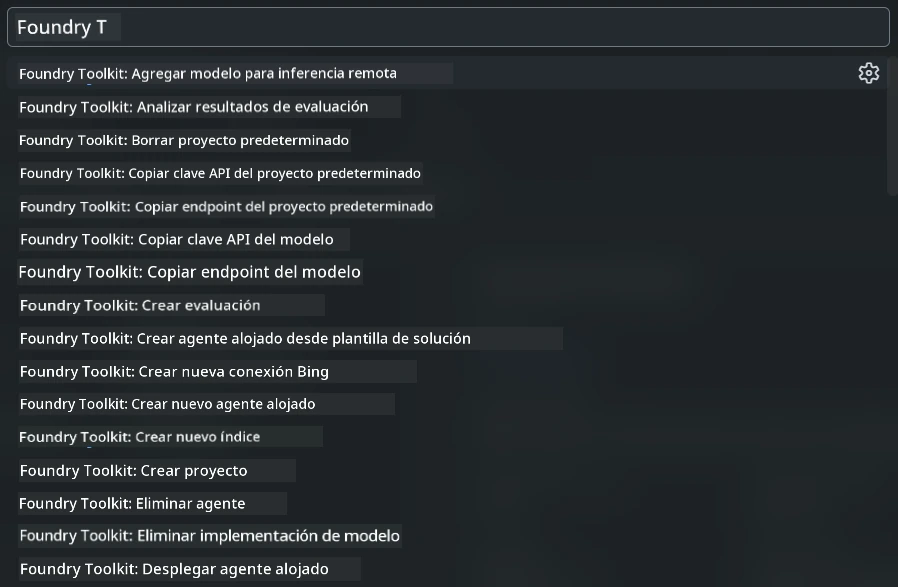 Foundry T
Foundry Toolkit: Agregar modelo para inferencia remota
Foundry Toolkit: Analizar resultados de evaluación
Foundry Toolkit: Borrar proyecto predeterminado
Foundry Toolkit: Copiar clave API del proyecto predeterminado
Foundry Toolkit: Copiar endpoint del proyecto predeterminado
Foundry Toolkit: Copiar clave API del modelo
Foundry Toolkit: Copiar endpoint del modelo
Foundry Toolkit: Crear evaluación
Foundry Toolkit: Crear agente alojado desde plantilla de solución
Foundry Toolkit: Crear nueva conexión Bing
Foundry Toolkit: Crear nuevo agente alojado
Foundry Toolkit: Crear nuevo índice
Foundry Toolkit: Crear proyecto
Foundry Toolkit: Eliminar agente
Foundry Toolkit: Eliminar implementación de modelo
Foundry Toolkit: Desplegar agente alojado